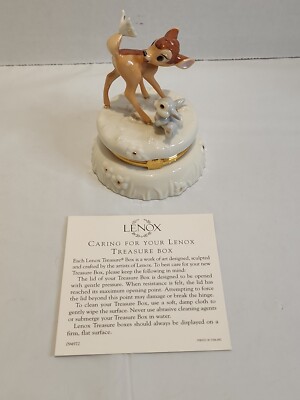 LENOX
CARING FOR YOUR LENOX
TREASURE BOX
Each Lenox Treasure® Box is a work of art designed, sculpted
and crafted by the artists of Lenox. To best care for your new
Treasure Box, please keep the following in mind:
The lid of your Treasure Box is designed to be opened
with gentle pressure. When resistance is felt, the lid has
reached its maximum opening point. Attempting to force
the lid beyond this point may damage or break the hinge.
To clean your Treasure Box, use a soft, damp cloth to
gently wipe the surface. Never use abrasive cleaning agents
or submerge your Treasure Box in water.
Lenox Treasure boxes should always be displayed on a
firm, flat surface.